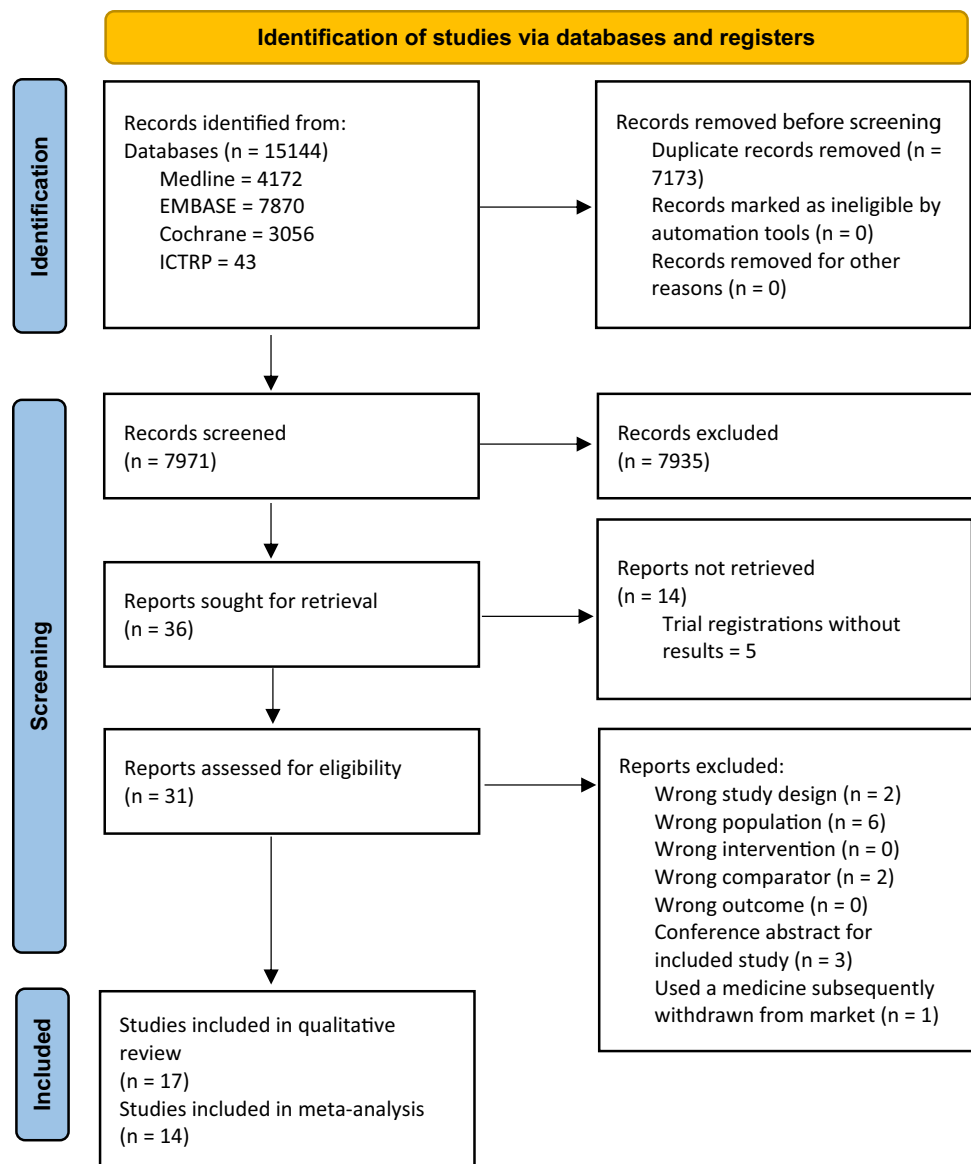 Identification of studies via databases and registers
Identification
Records identified from:
Databases (n = 15144)
Medline = 4172
EMBASE = 7870
Cochrane = 3056
ICTRP = 43
Records removed before screening
Duplicate records removed (n =
7173)
Records marked as ineligible by
automation tools (n = 0)
Records removed for other
reasons (n = 0)
Screening
Records screened
(n = 7971)
Records excluded
(n = 7935)
Reports sought for retrieval
(n = 36)
Reports not retrieved
(n = 14)
Trial registrations without
results = 5
Reports assessed for eligibility
(n = 31)
Reports excluded:
Wrong study design (n = 2)
Wrong population (n = 6)
Wrong intervention (n = 0)
Wrong comparator (n = 2)
Wrong outcome (n = 0)
Conference abstract for
included study (n = 3)
Used a medicine subsequently
withdrawn from market (n = 1)
Included
Studies included in qualitative
review
(n = 17)
Studies included in meta-analysis
(n = 14)